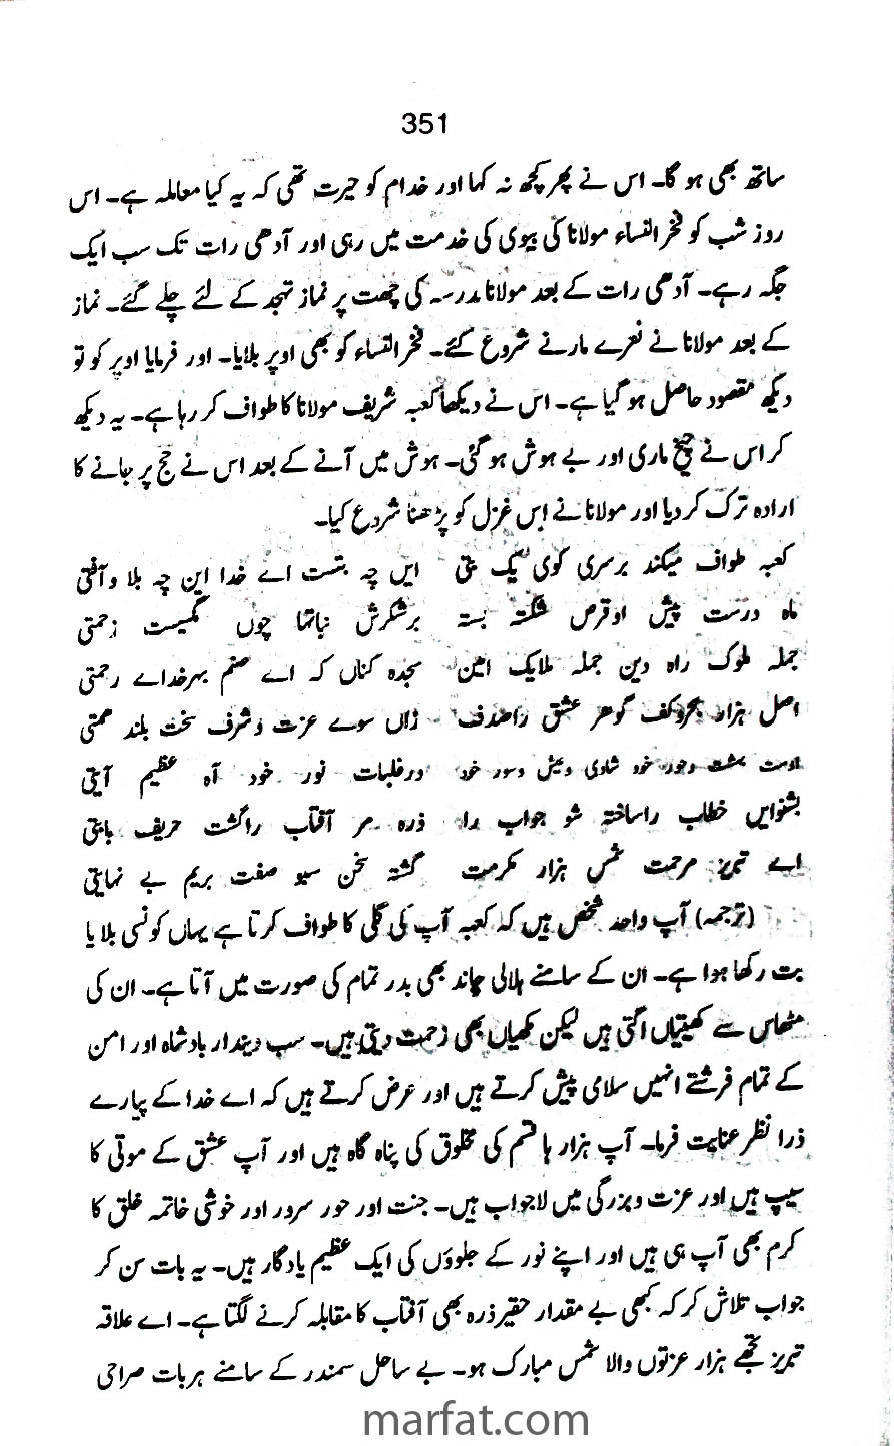 351
ساتھ بھی ہو گا۔ اس نے پھر کچھ نہ کہا اور خدام کو حیرت تھی کہ یہ کیا معاملہ ہے۔ اس
روز شب کو فخر النساء مولانا کی بیوی کی خدمت میں رہی اور آدھی رات تک سب ایک
جگہ رہے۔ آدھی رات کے بعد مولانا مدرسہ کی چھت پر نماز تہجد کے لئے چلے گئے۔ نماز
کے بعد مولانا نے نعرے مارنے شروع کئے۔ فخر النساء کو بھی اوپر بلایا۔ اور فرمایا اوپر کو تو
دیکھ مقصود حاصل ہو گیا ہے۔ اس نے دیکھا کعبہ شریف مولانا کا طواف کر رہا ہے۔ یہ دیکھ
کر اس نے چیخ ماری اور بے ہوش ہو گئی۔ ہوش میں آنے کے بعد اس نے حج پر جانے کا
ارادہ ترک کر دیا اور مولانا نے اس غزل کو پڑھنا شروع کیا۔
کعبہ طواف میکند برسری کوی یک بتی ایں چہ بتست اے خدا این چہ بلا و آفتی
ماہ درست پیش او قرص شکستہ بستہ برشکرش نباتہا چوں مگسیست زحمتی
جملہ ملوک راہ دین جملہ ملایک امین سجدہ کناں کہ اے صنم بہر خداے رحمتی
اصل ہزار بحروکف گوھر عشق راصدف زاں سوے عزت و شرف سخت بلند ھمتی
اوست بہشت وحور خود شادی وعیش وسور خود در غلبات نور خود آہ عظیم آیتی
بشنوایں خطاب راساختہ شو جواب را ذرہ مر آفتاب را گشت حریف بابتی
اے تبریز مرحمت شمس ہزار مکرمت گشتہ سخن سبو صفت بریم بے نہایتی
(ترجمہ) آپ واحد شخص ہیں کہ کعبہ آپ کی گلی کا طواف کرتا ہے یہاں کونسی بلا یا
بت رکھا ہوا ہے۔ ان کے سامنے ہلالی چاند بھی بدر تمام کی صورت میں آتا ہے۔ ان کی
مٹھاس سے کھیتیاں اگتی ہیں لیکن مکھیاں بھی زحمت دیتی ہیں۔ سب دیندار بادشاہ اور امن
کے تمام فرشتے انہیں سلامی پیش کرتے ہیں اور عرض کرتے ہیں کہ اے خدا کے پیارے
ذرا نظر عنایت فرما۔ آپ ہزار ہا قسم کی مخلوق کی پناہ گاہ ہیں اور آپ عشق کے موتی کا
سیپ ہیں اور عزت و بزرگی میں لاجواب ہیں۔ جنت اور حور سرور اور خوشی خاتمہ خلق کا
کرم بھی آپ ہی ہیں اور اپنے نور کے جلووں کی ایک عظیم یادگار ہیں۔ یہ بات سن کر
جواب تلاش کر کہ کبھی بے مقدار حقیر ذرہ بھی آفتاب کا مقابلہ کرنے لگتا ہے۔ اے علاقہ
تبریز تجھے ہزار عزتوں والا شمس مبارک ہو۔ بے ساحل سمندر کے سامنے ہر بات صراحی
marfat.com